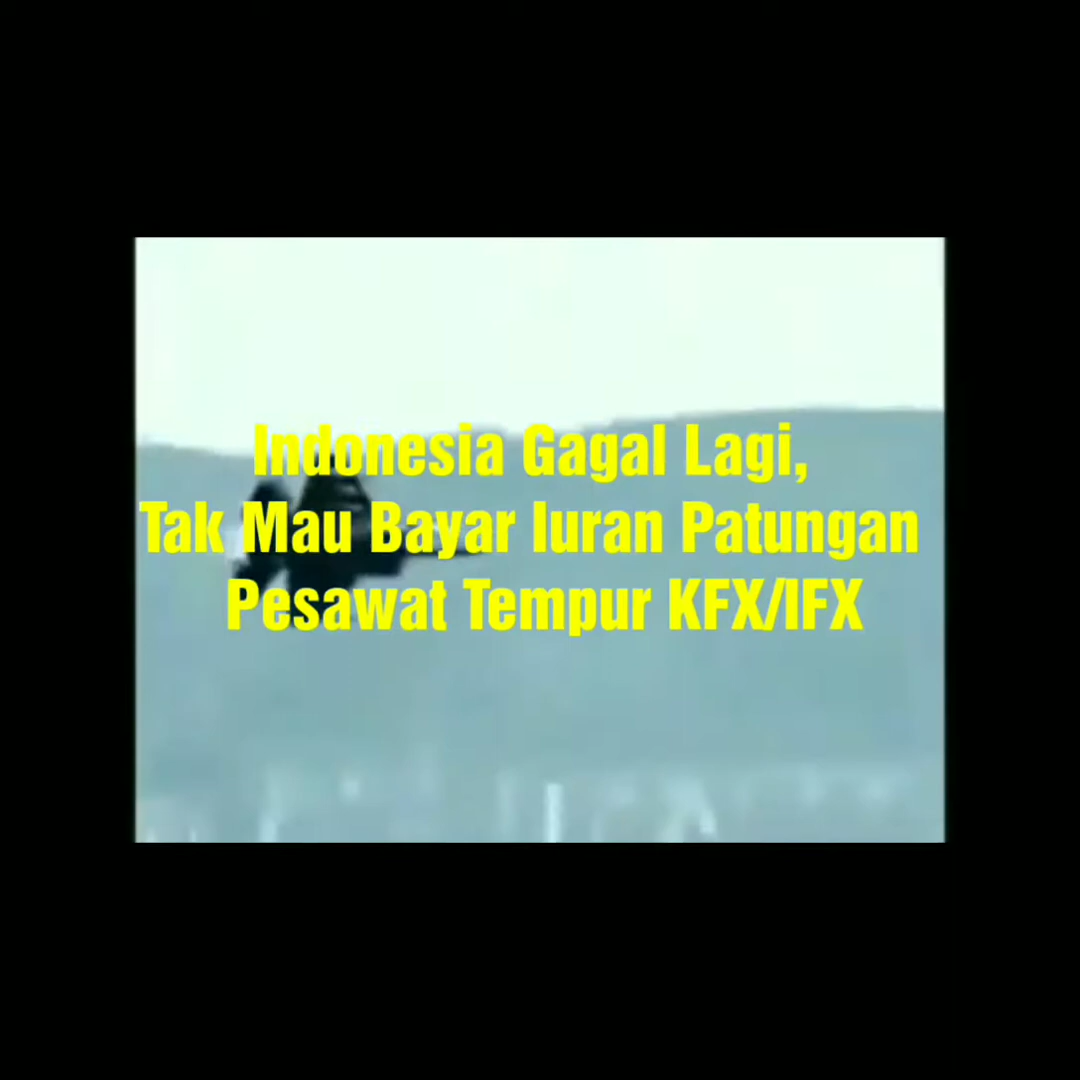 Indonesia Gagal Lagi,
Tak Mau Bayar Iuran Patungan
Pesawat Tempur KFX/IFX